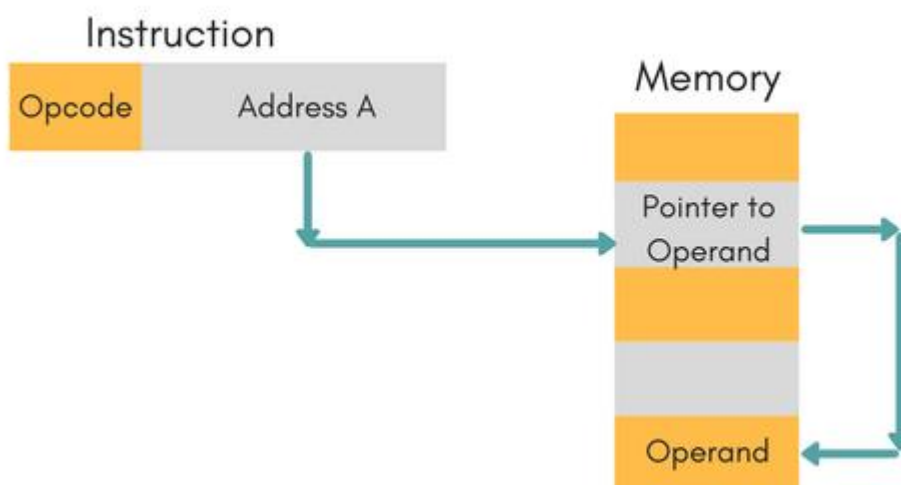 Instruction
Opcode
Address A
Memory
Pointer to
Operand
Operand